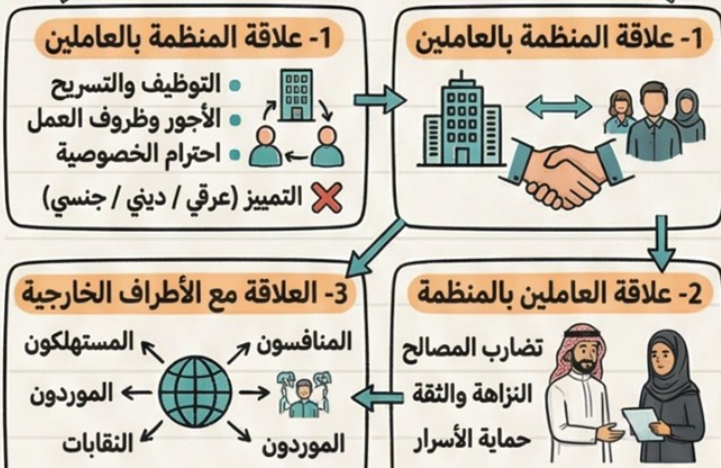 1- علاقة المنظمة بالعاملين
1- علاقة المنظمة بالعاملين
• التوظيف والتسريح
• الأجور وظروف العمل
• احترام الخصوصية
❌ التمييز (عرقي / ديني / جنسي)
2- علاقة العاملين بالمنظمة
تضارب المصالح
النزاهة والثقة
حماية الأسرار
3- العلاقة مع الأطراف الخارجية
المنافسون
المستهلكون
الموردون
الموردون
النقابات